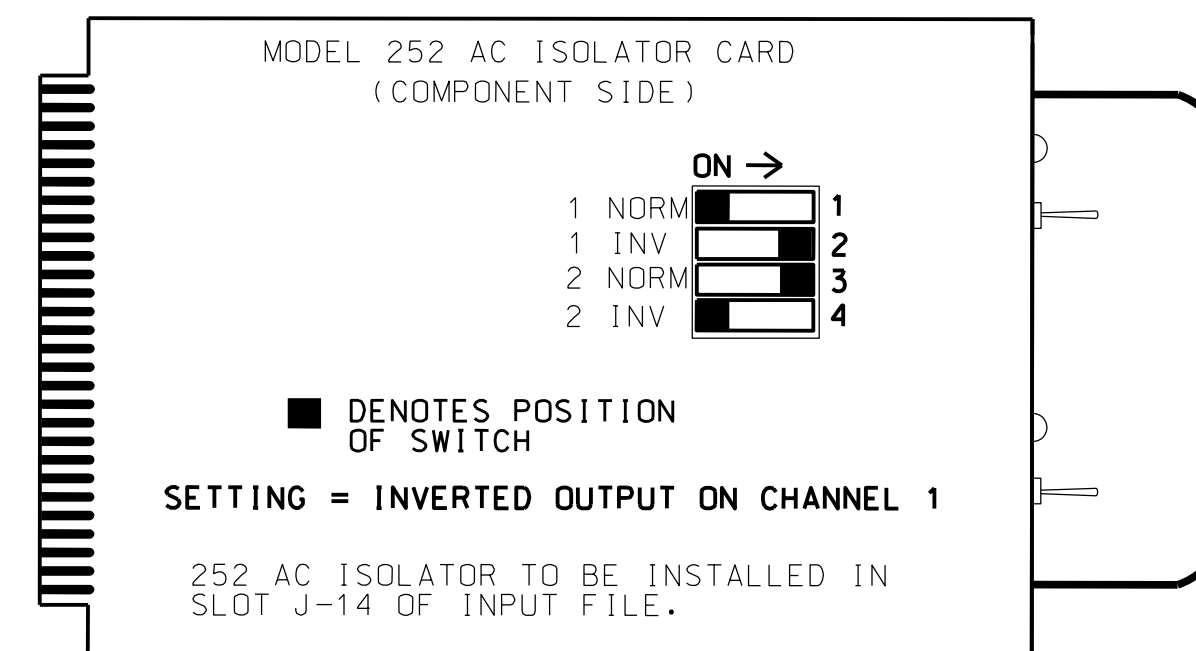 MODEL 252 AC ISOLATOR CARD
(COMPONENT SIDE)
ON →
1 NORM 1
1 INV 2
2 NORM 3
2 INV 4
DENOTES POSITION
OF SWITCH
SETTING = INVERTED OUTPUT ON CHANNEL 1
252 AC ISOLATOR TO BE INSTALLED IN
SLOT J-14 OF INPUT FILE.